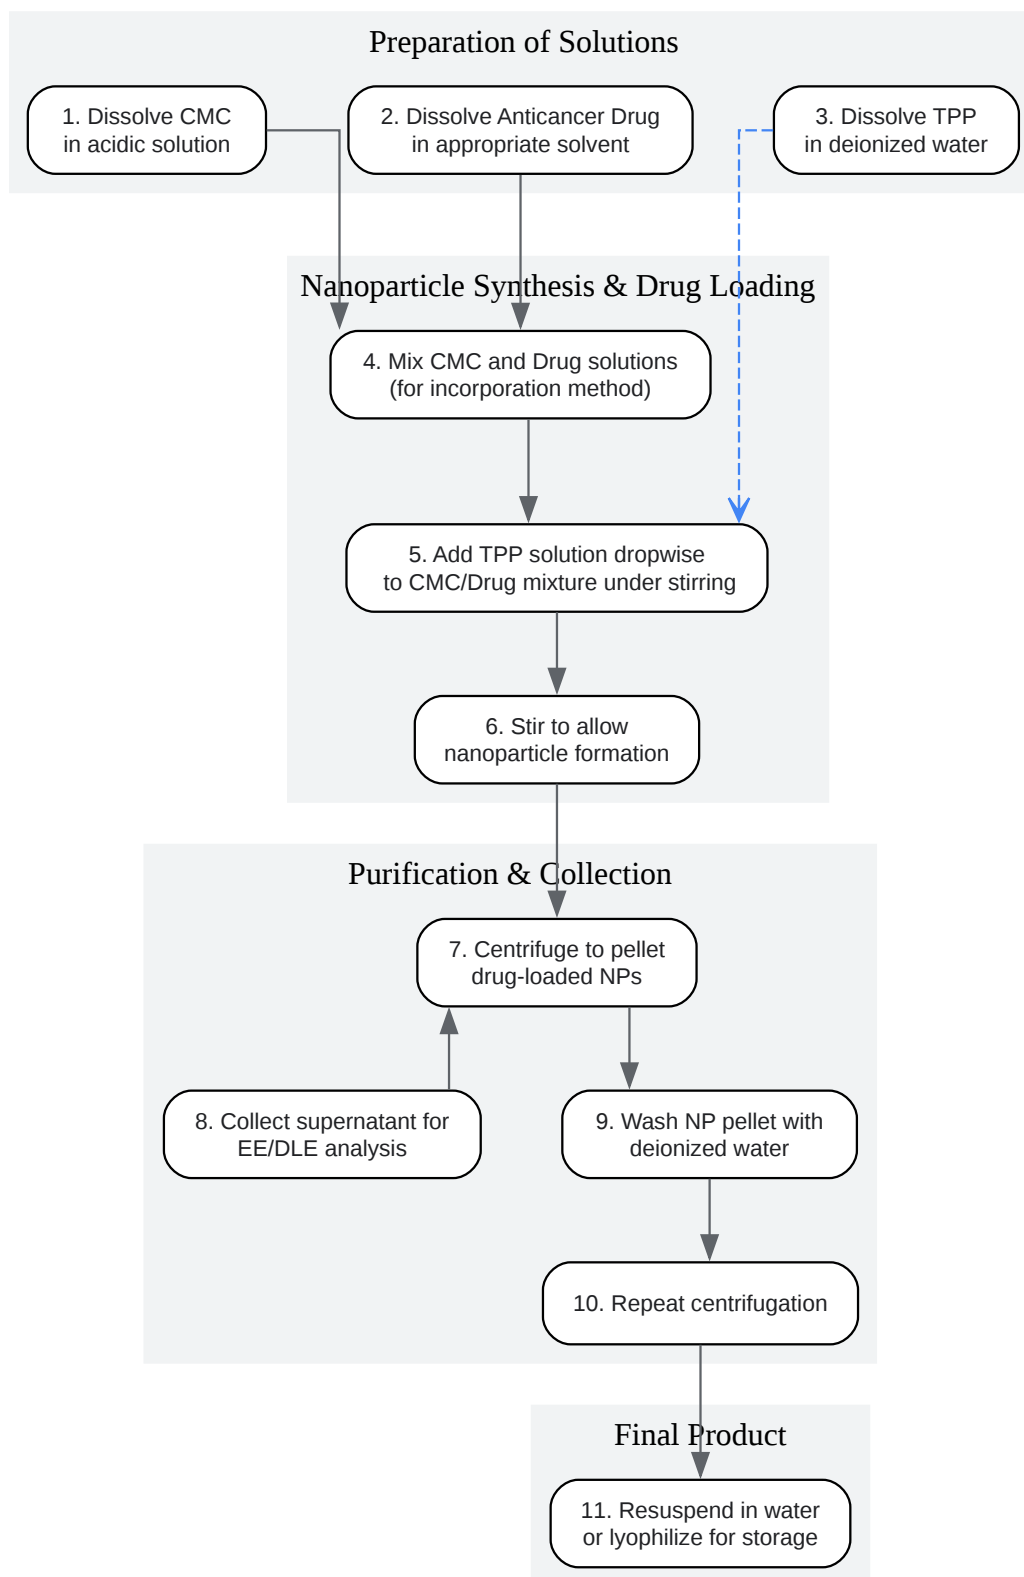 Preparation of Solutions
1. Dissolve CMC
in acidic solution
2. Dissolve Anticancer Drug
in appropriate solvent
3. Dissolve TPP
in deionized water
Nanoparticle Synthesis & Drug Loading
4. Mix CMC and Drug solutions
(for incorporation method)
5. Add TPP solution dropwise
to CMC/Drug mixture under stirring
6. Stir to allow
nanoparticle formation
Purification & Collection
7. Centrifuge to pellet
drug-loaded NPs
8. Collect supernatant for
EE/DLE analysis
9. Wash NP pellet with
deionized water
10. Repeat centrifugation
Final Product
11. Resuspend in water
or lyophilize for storage